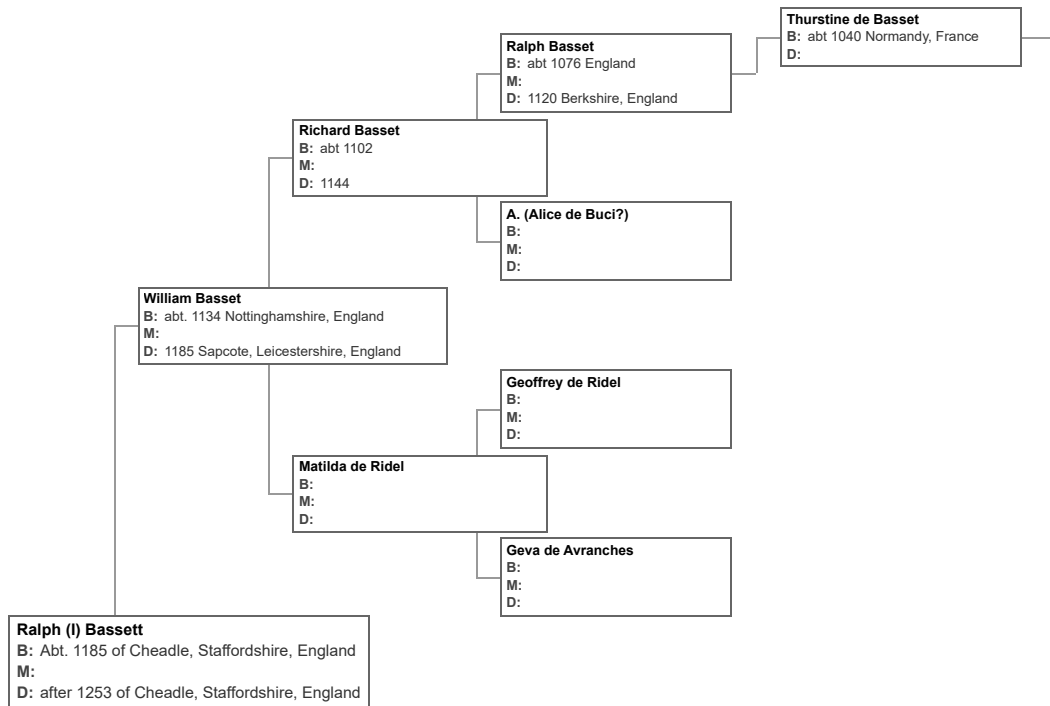 Thurstine de Basset
B: abt 1040 Normandy, France
D:
Ralph Basset
B: abt 1076 England
M:
D: 1120 Berkshire, England
Richard Basset
B: abt 1102
M:
D: 1144
A. (Alice de Buci?)
B:
M:
D:
William Basset
B: abt. 1134 Nottinghamshire, England
M:
D: 1185 Sapcote, Leicestershire, England
Geoffrey de Ridel
B:
M:
D:
Matilda de Ridel
B:
M:
D:
Geva de Avranches
B:
M:
D:
Ralph (I) Bassett
B: Abt. 1185 of Cheadle, Staffordshire, England
M:
D: after 1253 of Cheadle, Staffordshire, England